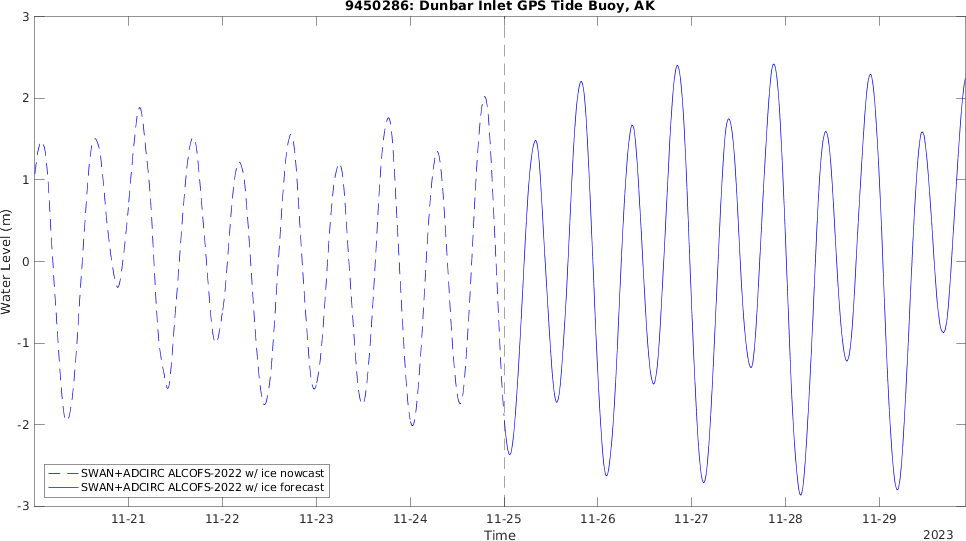 9450286: Dunbar Inlet GPS Tide Buoy, AK
3
2
1
0
-1
-2
-3
Water Level (m)
SWAN+ADCIRC ALCOFS-2022 w/ ice nowcast
SWAN+ADCIRC ALCOFS-2022 w/ ice forecast
11-21 11-22 11-23 11-24 11-25 11-26 11-27 11-28 11-29
Time
2023